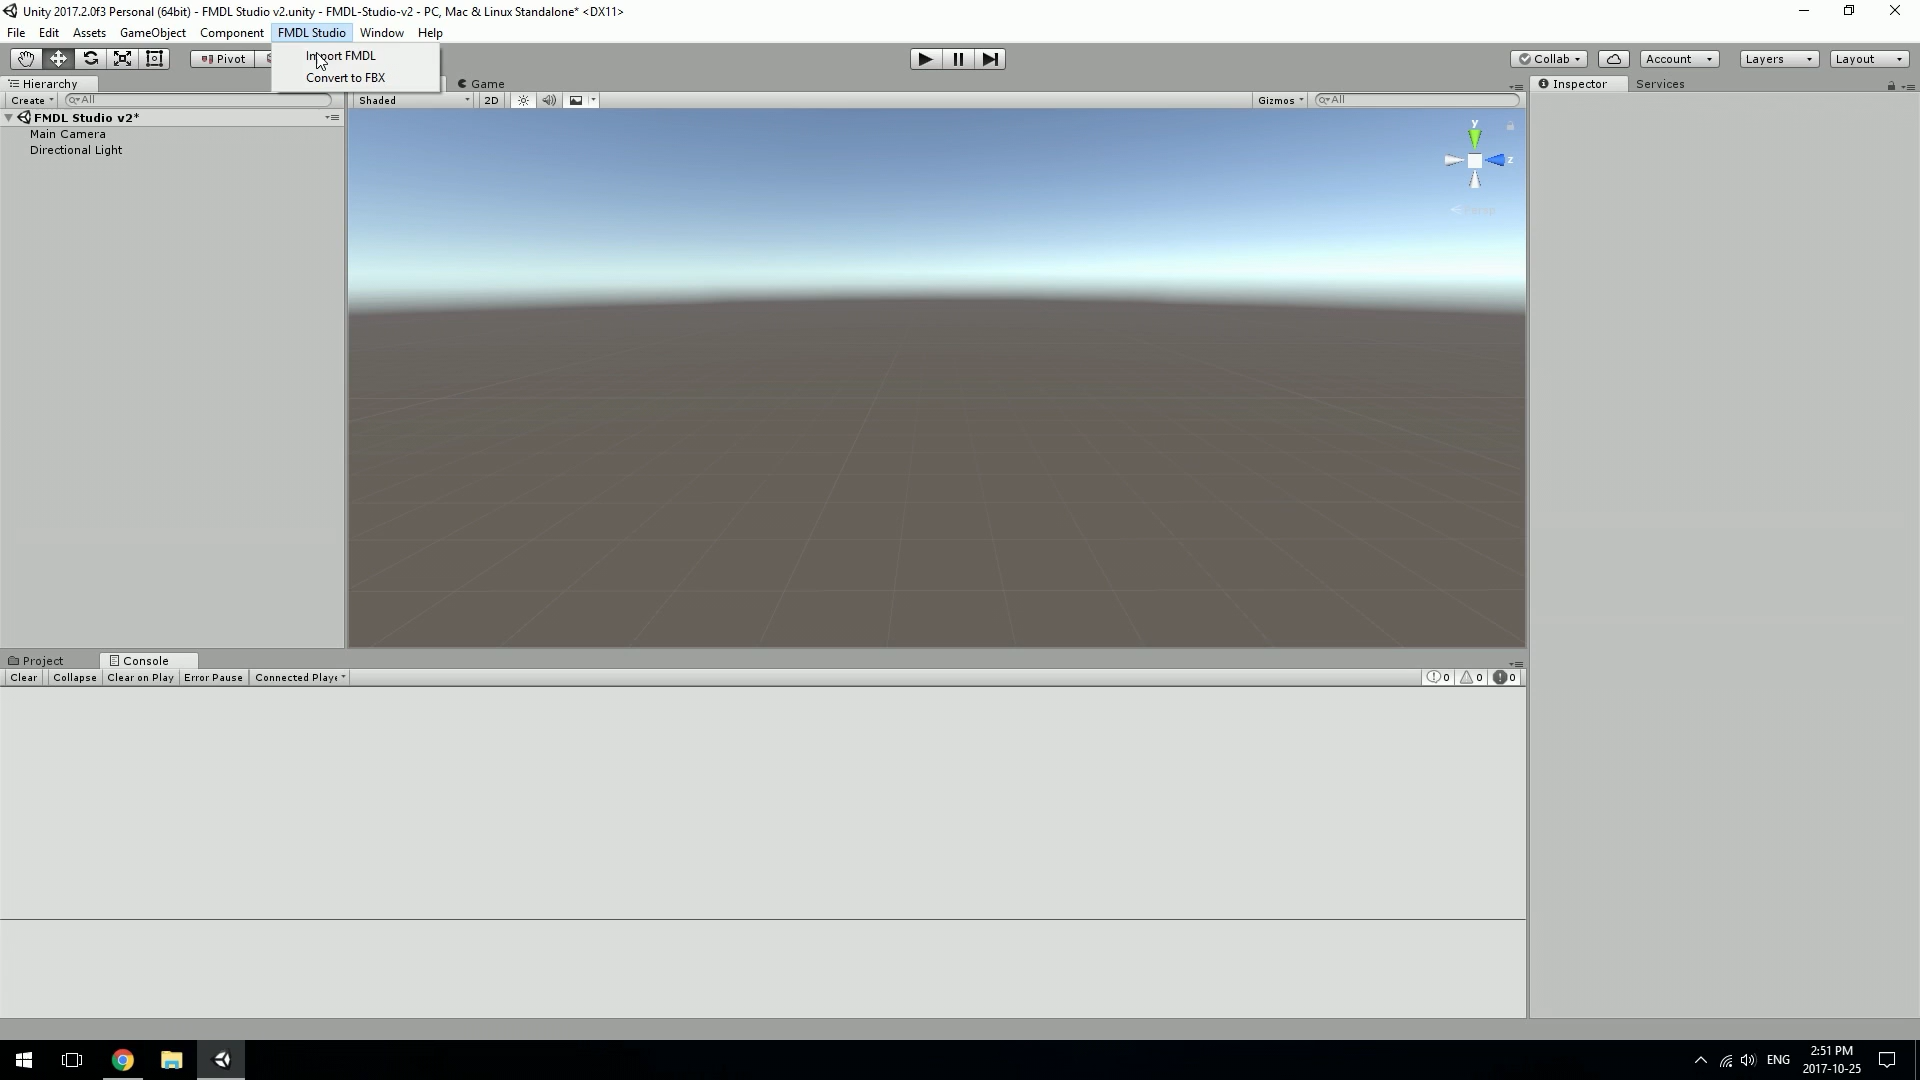 Unity 2017.2.0f3 Personal (64bit) - FMDL Studio v2.unity - FMDL-Studio-v2 - PC, Mac & Linux Standalone* <DX11>
File Edit Assets GameObject Component FMDL Studio Window Help
Import FMDL
Convert to FBX
Pivot
Collab Account Layers Layout
Hierarchy
Game
Inspector Services
Create All
Shaded 2D
Gizmos All
FMDL Studio v2*
Main Camera
Directional Light
y
z
Persp
Project Console
Clear Collapse Clear on Play Error Pause Connected Playe
0 0 0
ENG
2:51 PM
2017-10-25